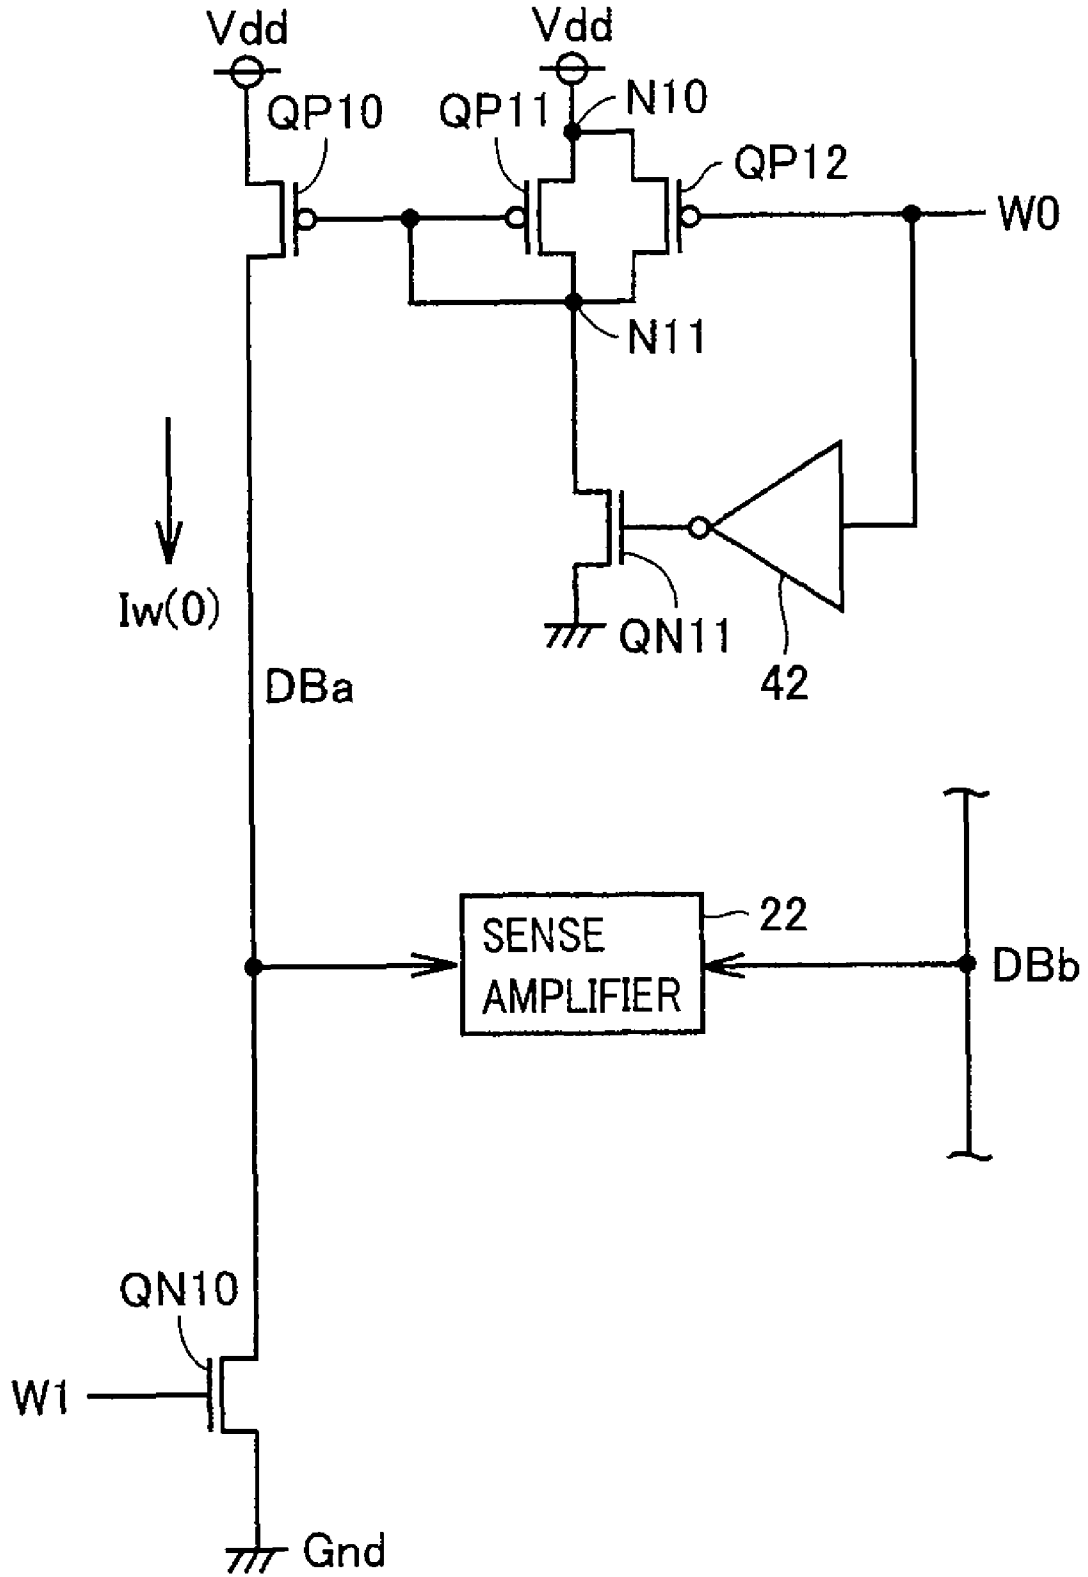 Vdd
Vdd
QP10
QP11
N10
QP12
W0
N11
Iw(0)
QN11
42
DBa
22
SENSE
AMPLIFIER
DBb
QN10
W1
Gnd